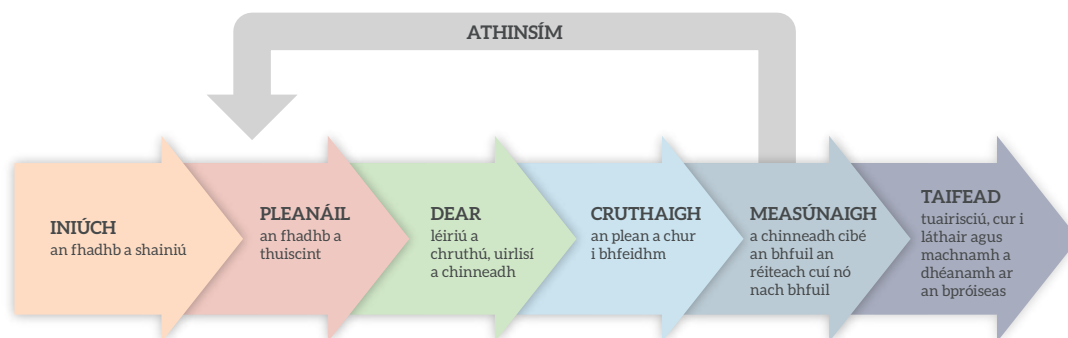 ATHINSÍM
INIÚCH
an fhadhb a shainiú
PLEANÁIL
an fhadhb a
thuiscint
DEAR
léiriú a
chruthú, uirlisí
a chinneadh
CRUTHAIGH
an plean a chur
i bhfeidhm
MEASÚNAIGH
a chinneadh cibé
an bhfuil an
réiteach cuí nó
nach bhfuil
TAIFEAD
tuairisciú, cur i
láthair agus
machnamh a
dhéanamh ar
an bpróiseas